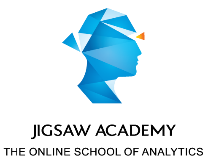 JIGSAW ACADEMY
THE ONLINE SCHOOL OF ANALYTICS